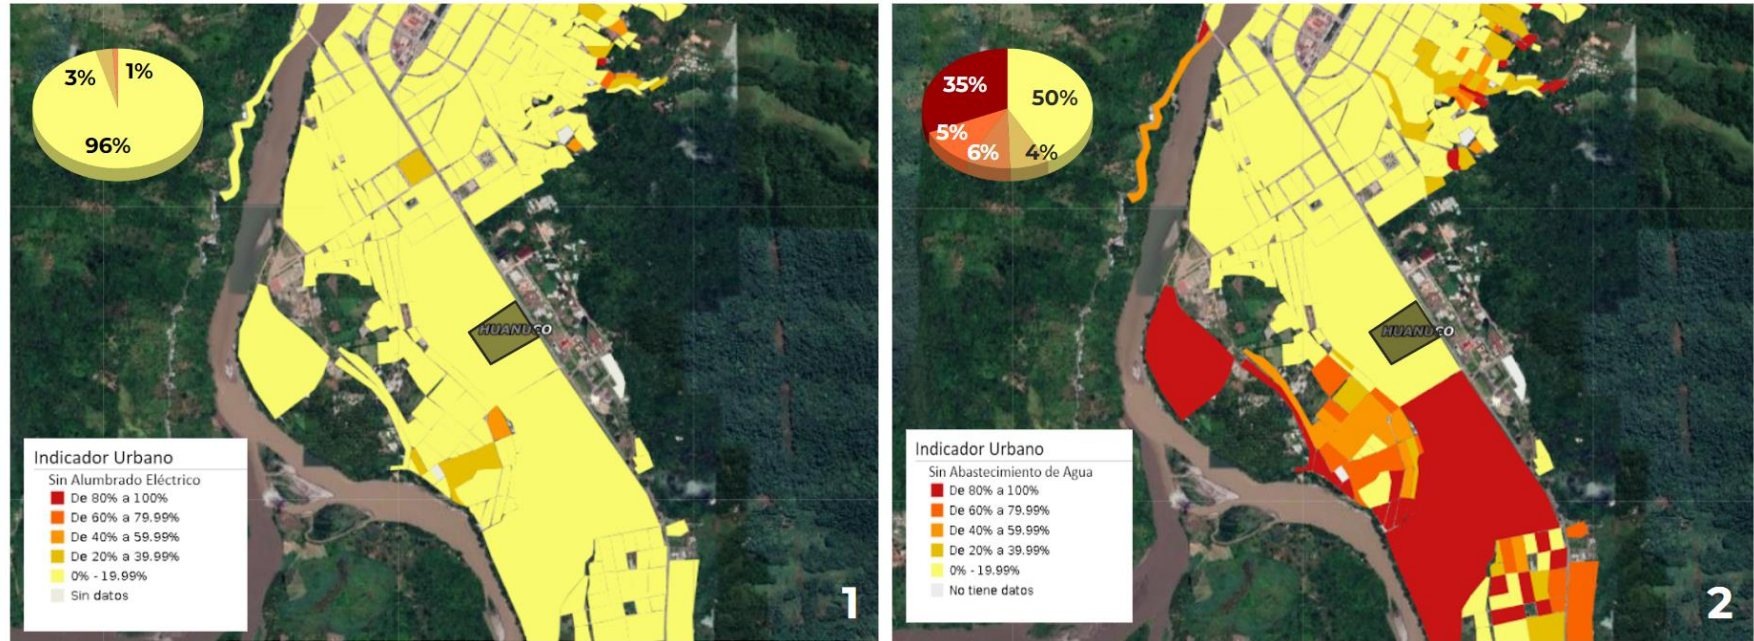 3%
1%
96%
HUANUCO
Indicador Urbano
Sin Alumbrado Eléctrico
De 80% a 100%
De 60% a 79.99%
De 40% a 59.99%
De 20% a 39.99%
0% - 19.99%
Sin datos
1
35%
50%
5%
6%
4%
HUANUCO
Indicador Urbano
Sin Abastecimiento de Agua
De 80% a 100%
De 60% a 79.99%
De 40% a 59.99%
De 20% a 39.99%
0% - 19.99%
No tiene datos
2